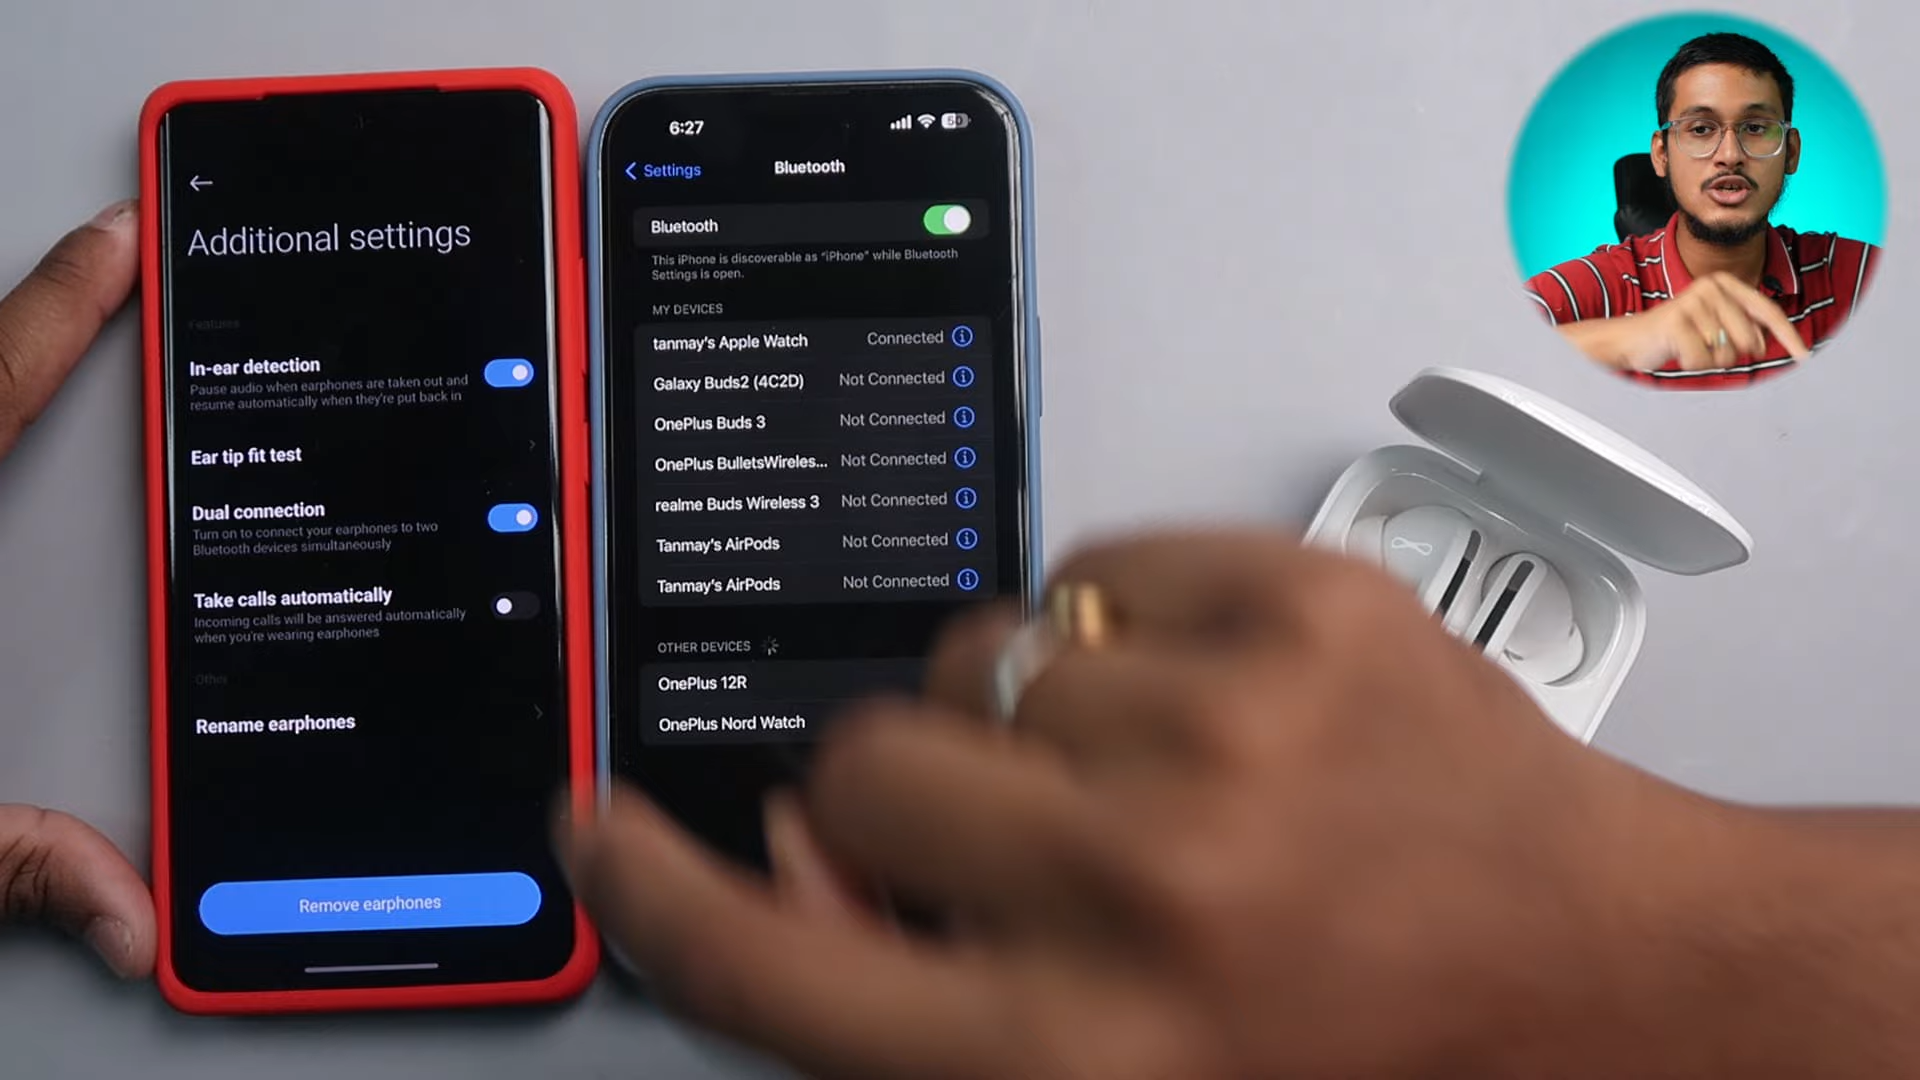 Additional settings
Features
In-ear detection
Pause audio when earphones are taken out and
resume automatically when they're put back in
Ear tip fit test
Dual connection
Turn on to connect your earphones to two
Bluetooth devices simultaneously
Take calls automatically
Incoming calls will be answered automatically
when you're wearing earphones
Other
Rename earphones
Remove earphones
6:27
50
Settings
Bluetooth
Bluetooth
This iPhone is discoverable as “iPhone” while Bluetooth
Settings is open.
MY DEVICES
tanmay's Apple Watch Connected
Galaxy Buds2 (4C2D) Not Connected
OnePlus Buds 3 Not Connected
OnePlus BulletsWireles... Not Connected
realme Buds Wireless 3 Not Connected
Tanmay's AirPods Not Connected
Tanmay's AirPods Not Connected
OTHER DEVICES
OnePlus 12R
OnePlus Nord Watch